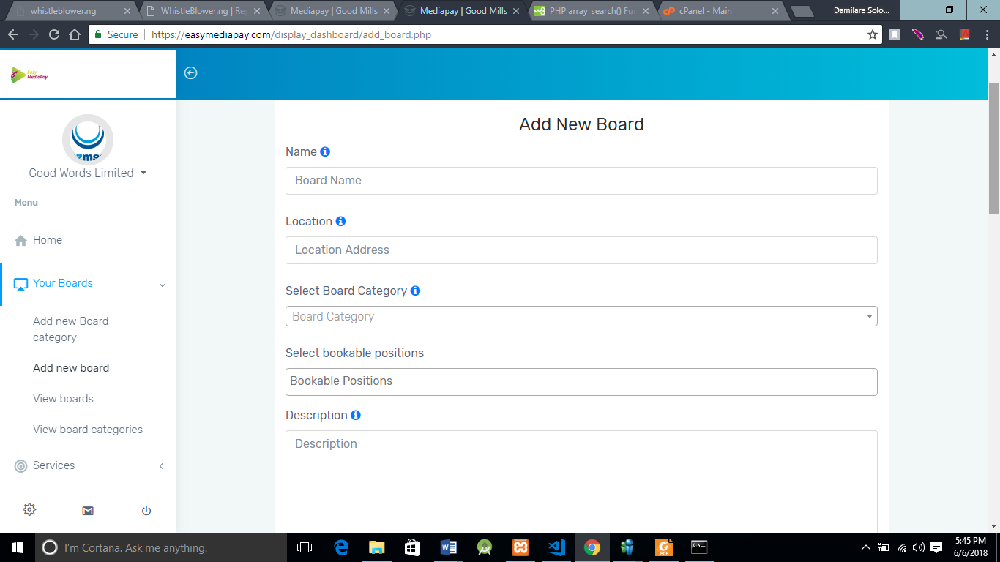 whistleblower.ng
WhistleBlower.ng | Re
Mediapay | Good Mills
Mediapay | Good Mills
PHP array_search() Fu
cPanel - Main
Damilare Solo...
Secure
https://easymediapay.com/display_dashboard/add_board.php
Easy
MediaPay
zms
Good Words Limited
Menu
Home
Your Boards
Add new Board
category
Add new board
View boards
View board categories
Services
Add New Board
Name
Board Name
Location
Location Address
Select Board Category
Board Category
Select bookable positions
Bookable Positions
Description
Description
I'm Cortana. Ask me anything.
5:45 PM
6/6/2018